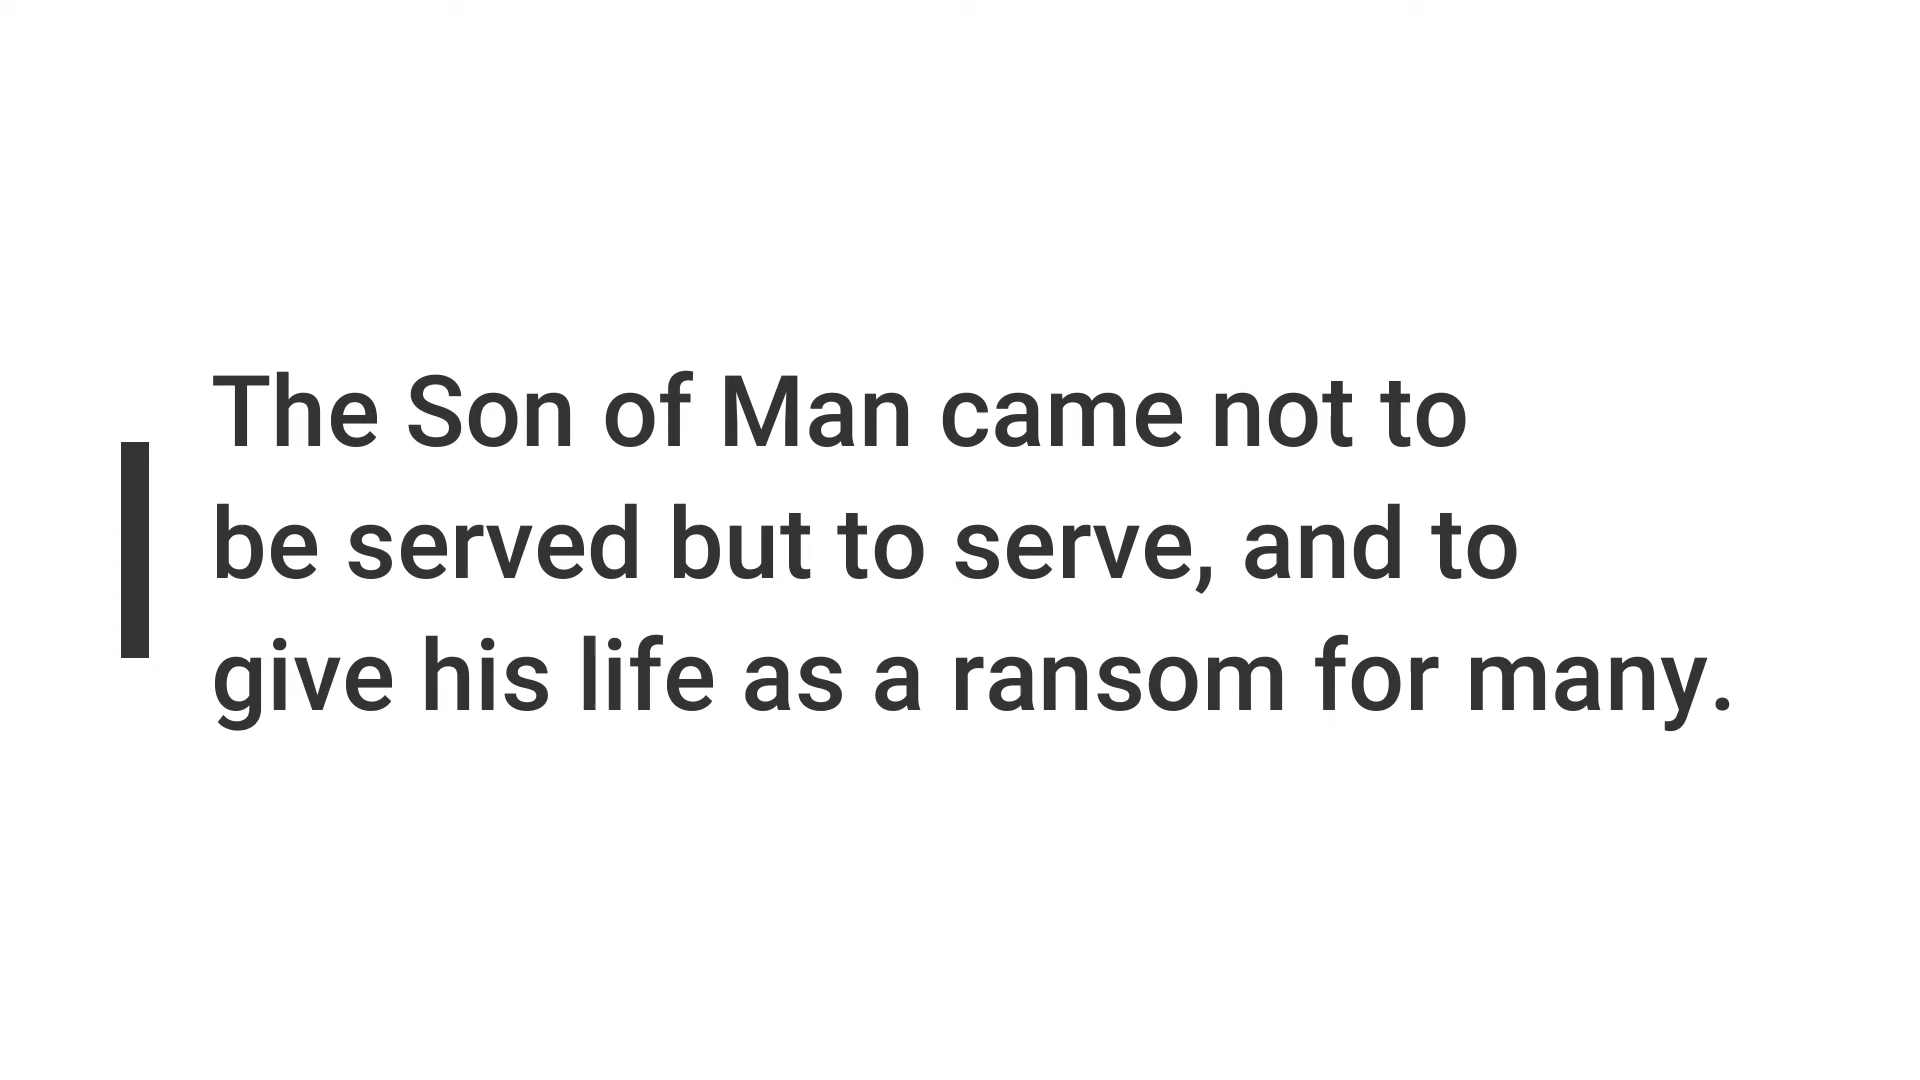 The Son of Man came not to
be served but to serve, and to
give his life as a ransom for many.